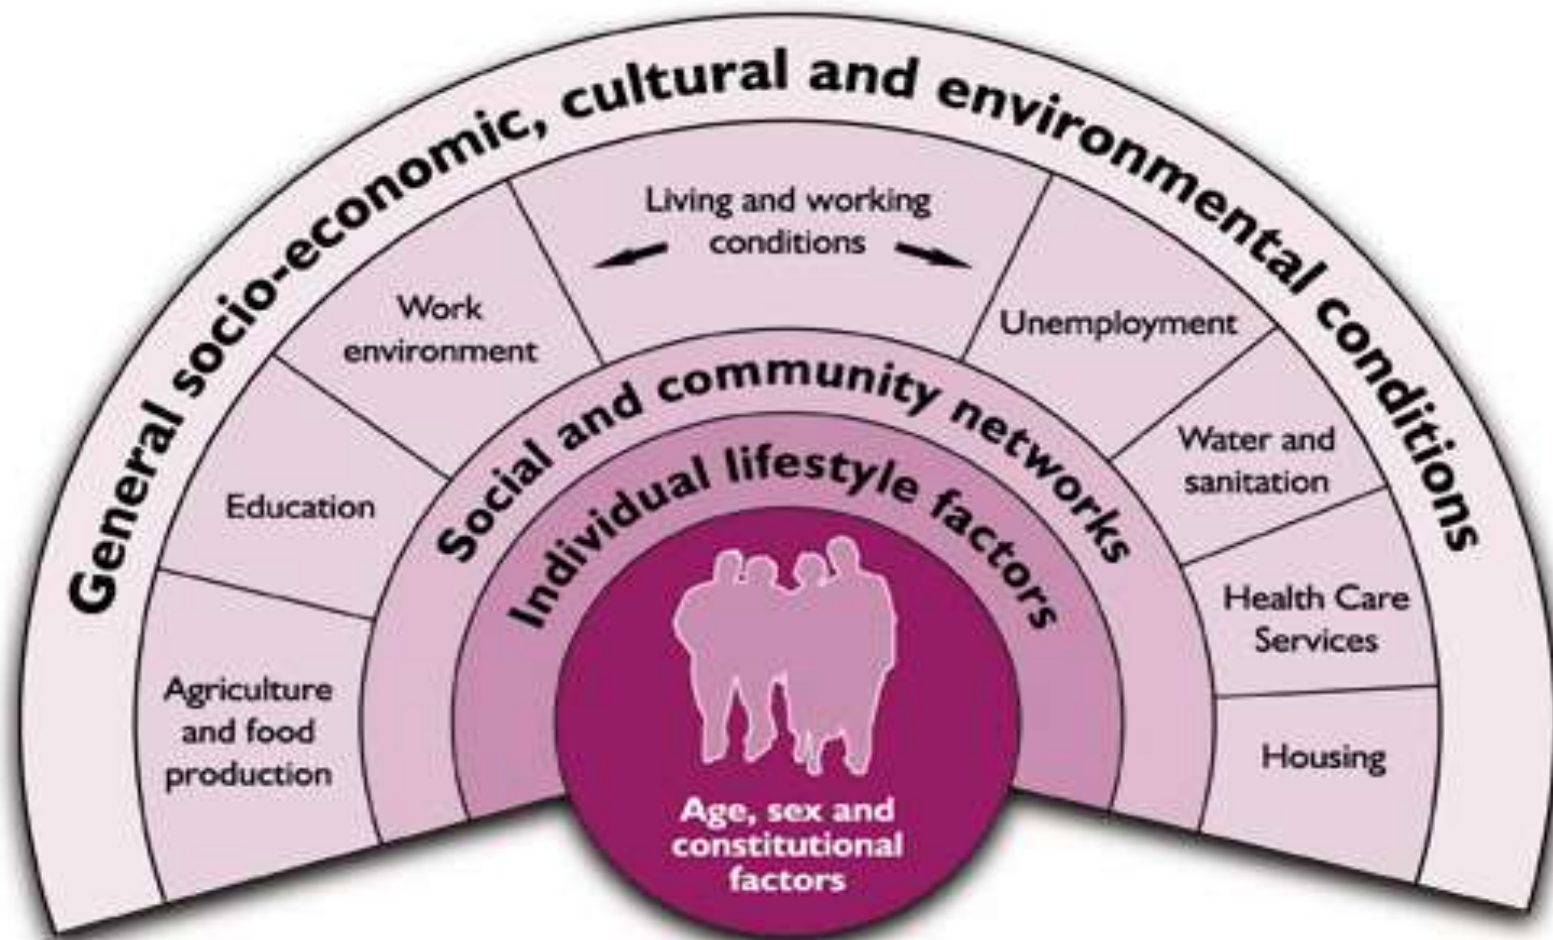 General socio-economic, cultural and environmental conditions
Living and working
conditions
Work
environment
Unemployment
Education
Water and
sanitation
Agriculture
and food
production
Health Care
Services
Housing
Social and community networks
Individual lifestyle factors
Age, sex and
constitutional
factors